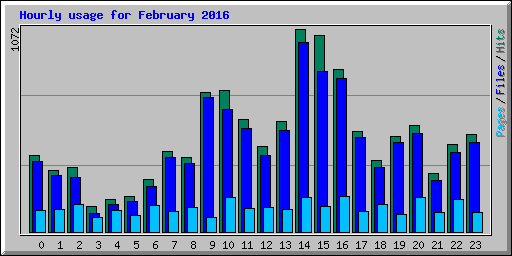 Hourly usage for February 2016
1072
Pages / Files / Hits
0 1 2 3 4 5 6 7 8 9 10 11 12 13 14 15 16 17 18 19 20 21 22 23